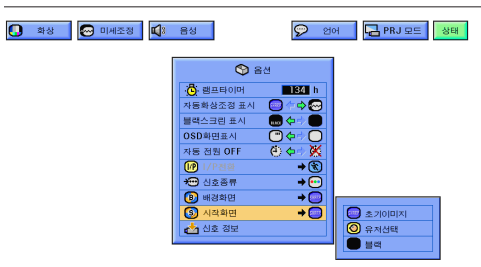 화상 미세조정 음성 언어 PRJ 모드 상태
옵션
램프타이머 134 h
자동화상조정 표시
블랙스크린 표시
OSD화면표시
자동 전원 OFF
신호종류
배경화면
시작화면
신호 정보
초기이미지
유저선택
블랙